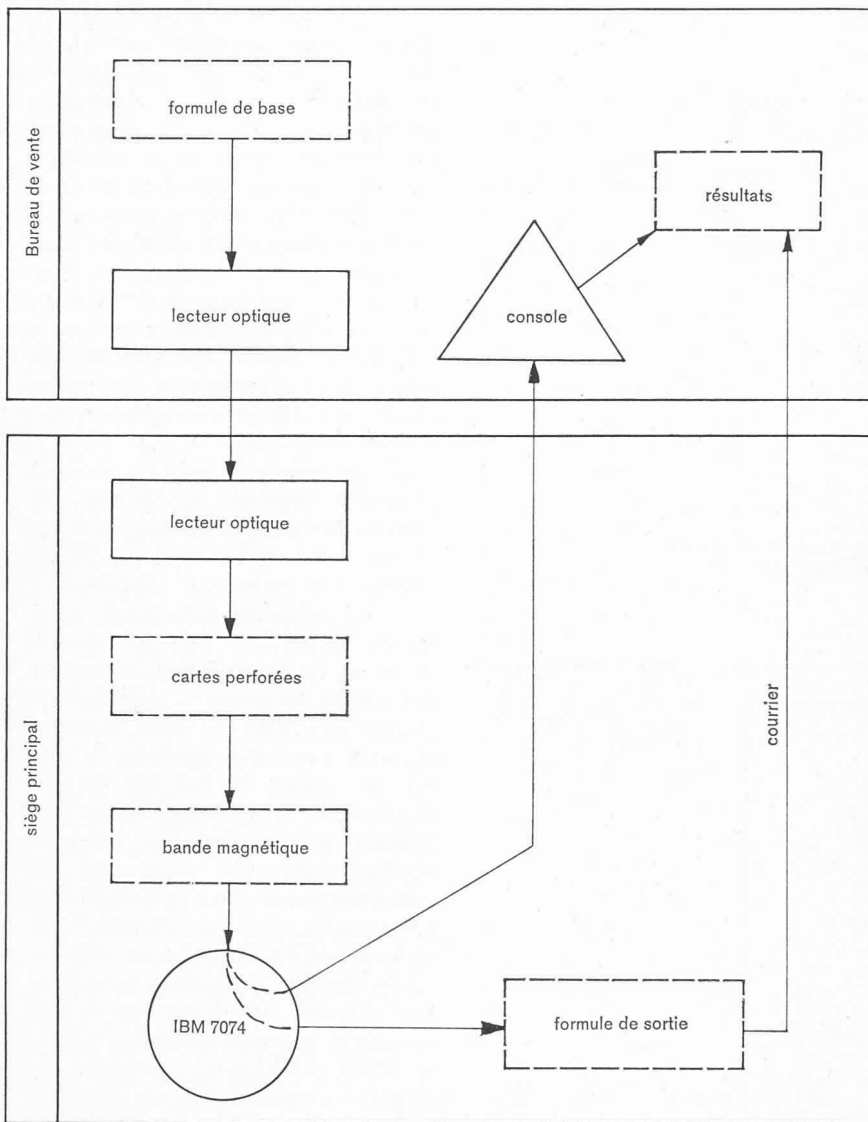 Bureau de vente
formule de base
résultats
lecteur optique
console
siège principal
lecteur optique
cartes perforées
courrier
bande magnétique
IBM 7074
formule de sortie